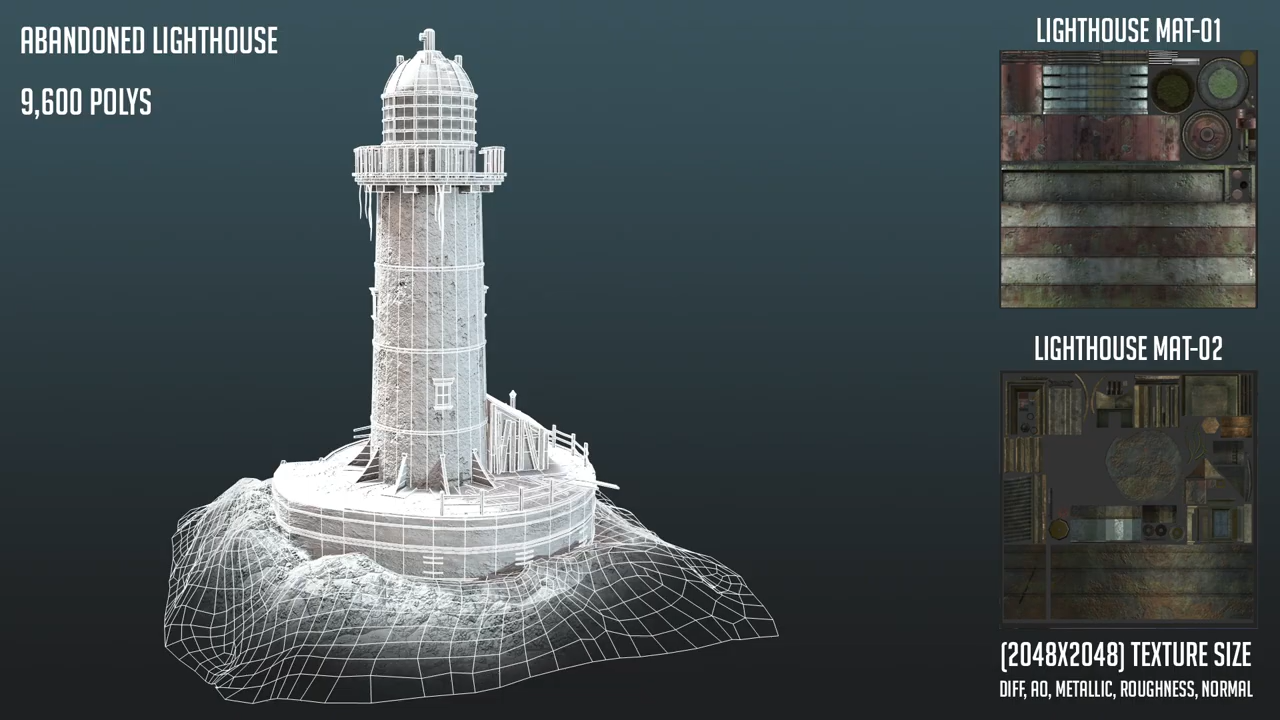 ABANDONED LIGHTHOUSE
9,600 POLYS
LIGHTHOUSE MAT-01
LIGHTHOUSE MAT-02
(2048X2048) TEXTURE SIZE
DIFF, AO, METALLIC, ROUGHNESS, NORMAL